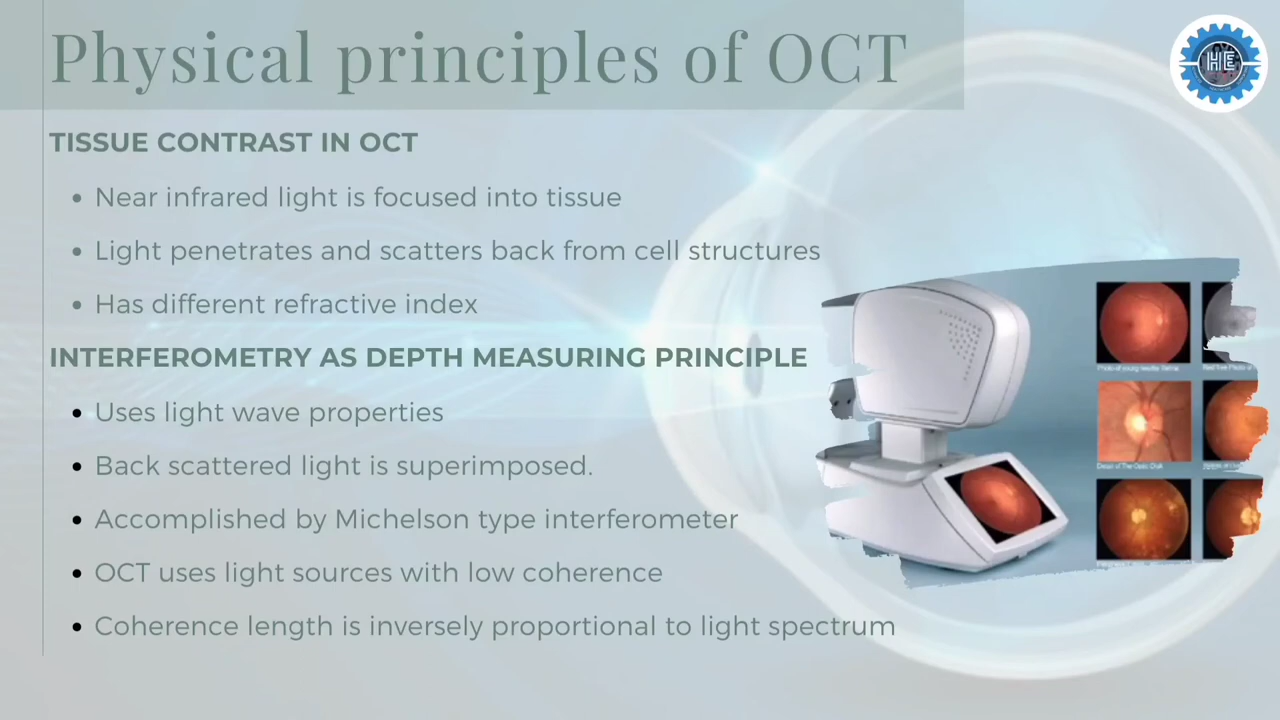 Physical principles of OCT
HE
TISSUE CONTRAST IN OCT
Near infrared light is focused into tissue
Light penetrates and scatters back from cell structures
Has different refractive index
INTERFEROMETRY AS DEPTH MEASURING PRINCIPLE
Uses light wave properties
Back scattered light is superimposed.
Accomplished by Michelson type interferometer
OCT uses light sources with low coherence
Coherence length is inversely proportional to light spectrum